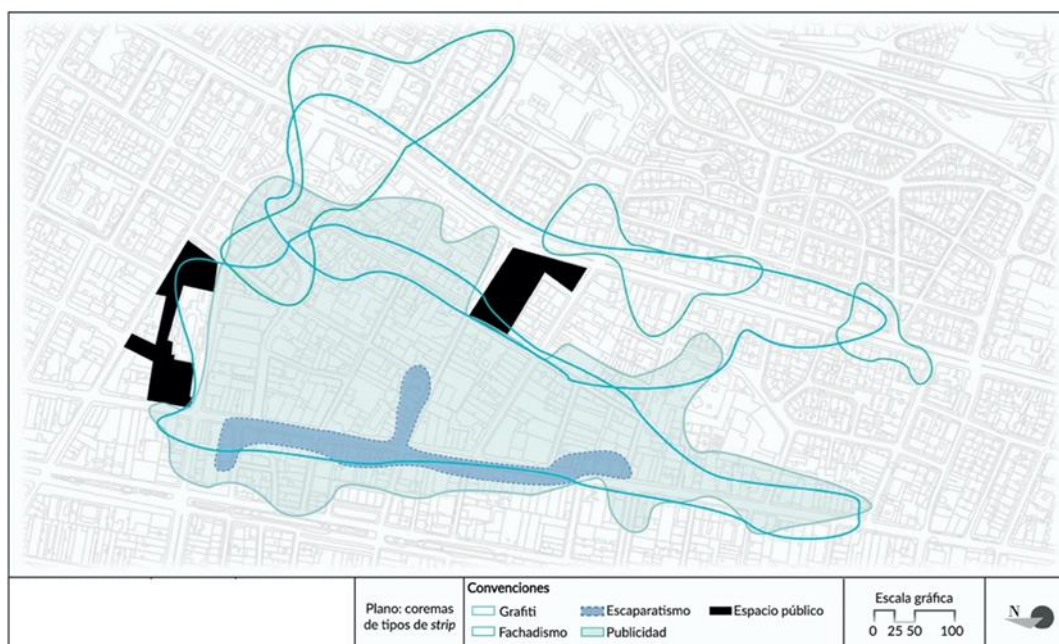 Plano: coremas
de tipos de strip
Convenciones
Grafiti
Escaparatismo
Espacio público
Fachadismo
Publicidad
Escala gráfica
0 25 50 100
N